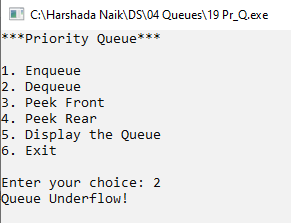 C:\Harshada Naik\DS\04 Queues\19 Pr_Q.exe
***Priority Queue***
1. Enqueue
2. Dequeue
3. Peek Front
4. Peek Rear
5. Display the Queue
6. Exit
Enter your choice: 2
Queue Underflow!